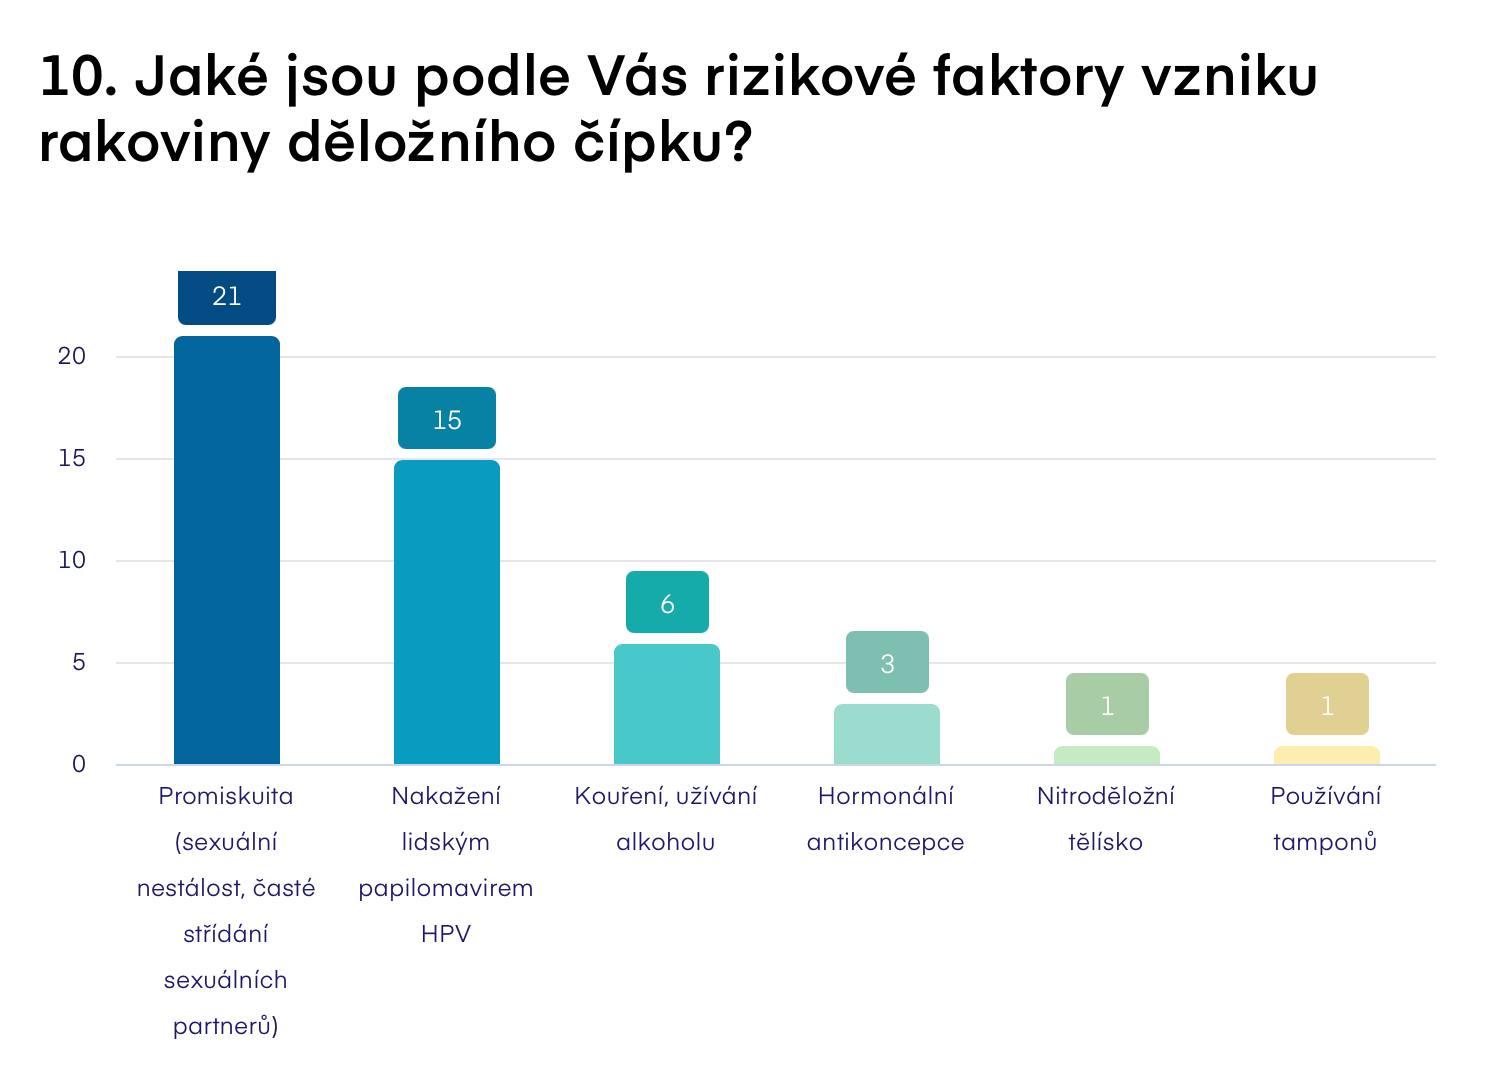 10. Jaké jsou podle Vás rizikové faktory vzniku
rakoviny děložního čípku?
21
20
15
15
10
6
5
3
1
1
0
Promiskuita
(sexuální
nestálost, časté
střídání
sexuálních
partnerů)
Nakažení
lidským
papilomavirem
HPV
Kouření, užívání
alkoholu
Hormonální
antikoncepce
Nitroděložní
tělísko
Používání
tamponů